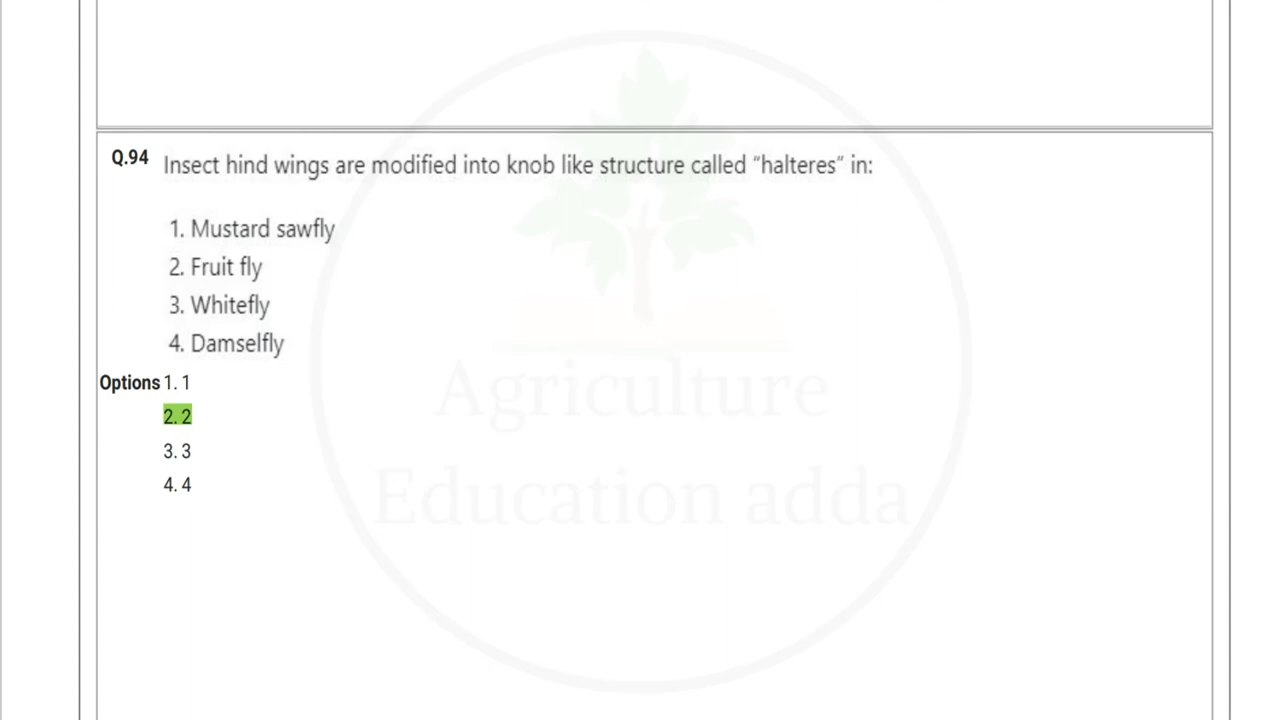 Q.94 Insect hind wings are modified into knob like structure called “halteres” in:
1. Mustard sawfly
2. Fruit fly
3. Whitefly
4. Damselfly
Options 1. 1
2. 2
3. 3
4. 4
Agriculture
Education adda